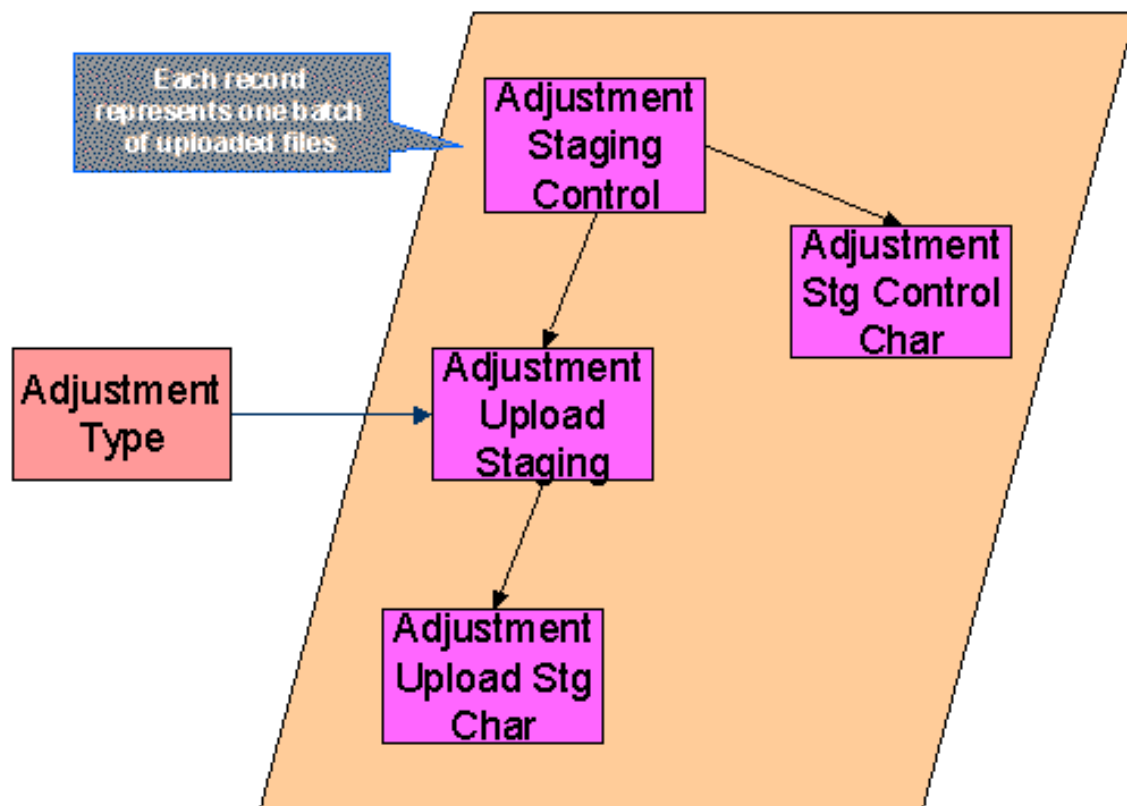 Each record
represents one batch
of uploaded files
Adjustment
Staging
Control
Adjustment
Stg Control
Char
Adjustment
Type
Adjustment
Upload
Staging
Adjustment
Upload Stg
Char